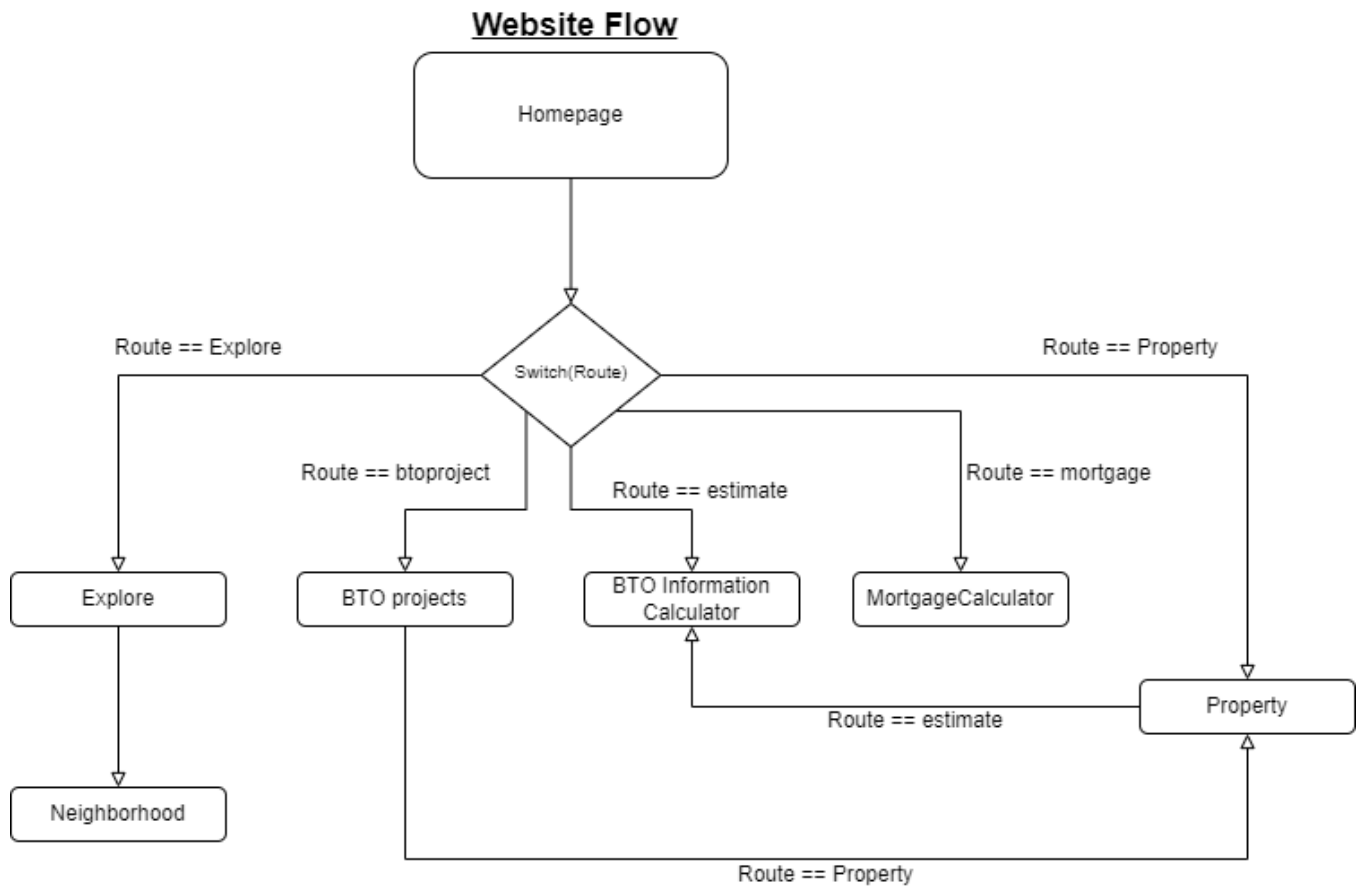 Website Flow
Homepage
Switch(Route)
Route == Explore
Route == Property
Route == btoproject
Route == estimate
Route == mortgage
Explore
BTO projects
BTO Information
Calculator
MortgageCalculator
Property
Route == estimate
Neighborhood
Route == Property